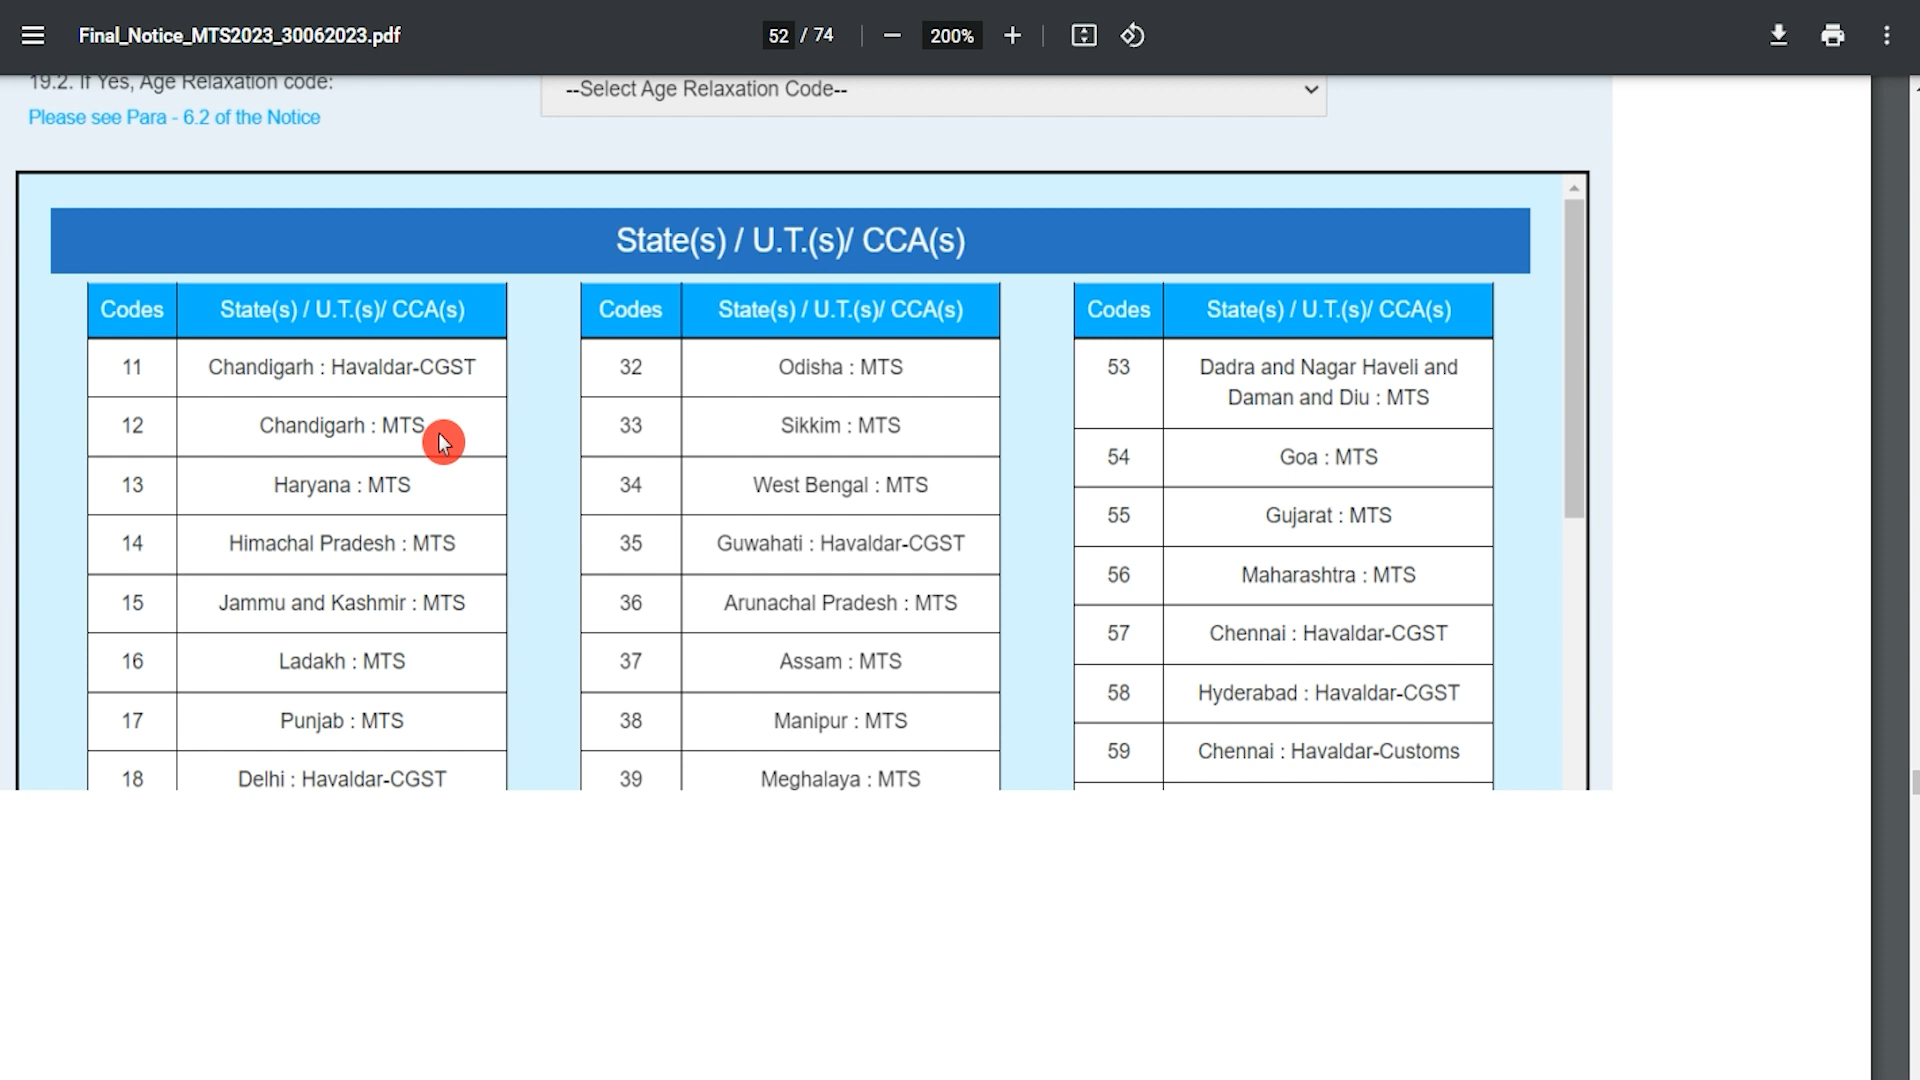 Final_Notice_MTS2023_30062023.pdf
52 / 74
200%
19.2. If Yes, Age Relaxation code:
--Select Age Relaxation Code--
Please see Para - 6.2 of the Notice
State(s) / U.T.(s)/ CCA(s)
Codes State(s) / U.T.(s)/ CCA(s)
11 Chandigarh : Havaldar-CGST
12 Chandigarh : MTS
13 Haryana : MTS
14 Himachal Pradesh : MTS
15 Jammu and Kashmir : MTS
16 Ladakh : MTS
17 Punjab : MTS
18 Delhi : Havaldar-CGST
Codes State(s) / U.T.(s)/ CCA(s)
32 Odisha : MTS
33 Sikkim : MTS
34 West Bengal : MTS
35 Guwahati : Havaldar-CGST
36 Arunachal Pradesh : MTS
37 Assam : MTS
38 Manipur : MTS
39 Meghalaya : MTS
Codes State(s) / U.T.(s)/ CCA(s)
53 Dadra and Nagar Haveli and
Daman and Diu : MTS
54 Goa : MTS
55 Gujarat : MTS
56 Maharashtra : MTS
57 Chennai : Havaldar-CGST
58 Hyderabad : Havaldar-CGST
59 Chennai : Havaldar-Customs